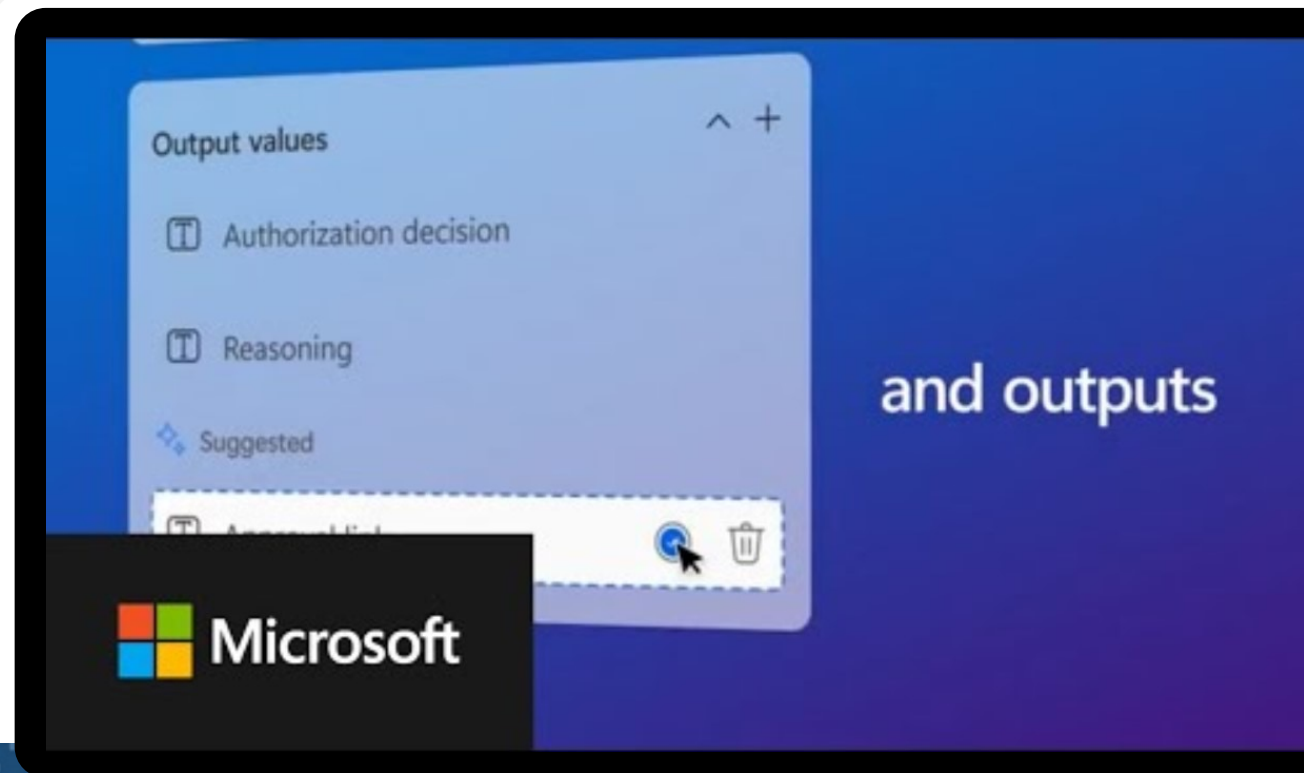 Output values
Authorization decision
Reasoning
Suggested
and outputs
Microsoft